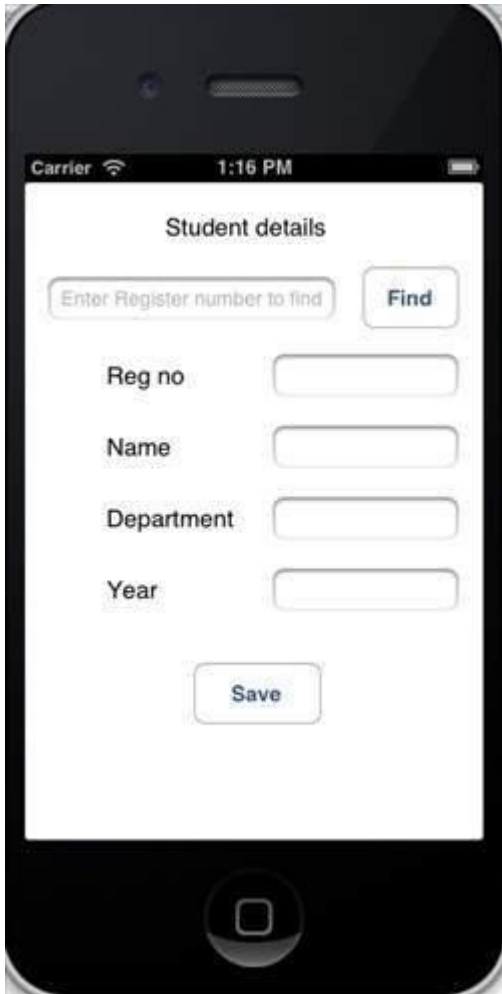 Carrier 1:16 PM
Student details
Enter Register number to find
Find
Reg no
Name
Department
Year
Save